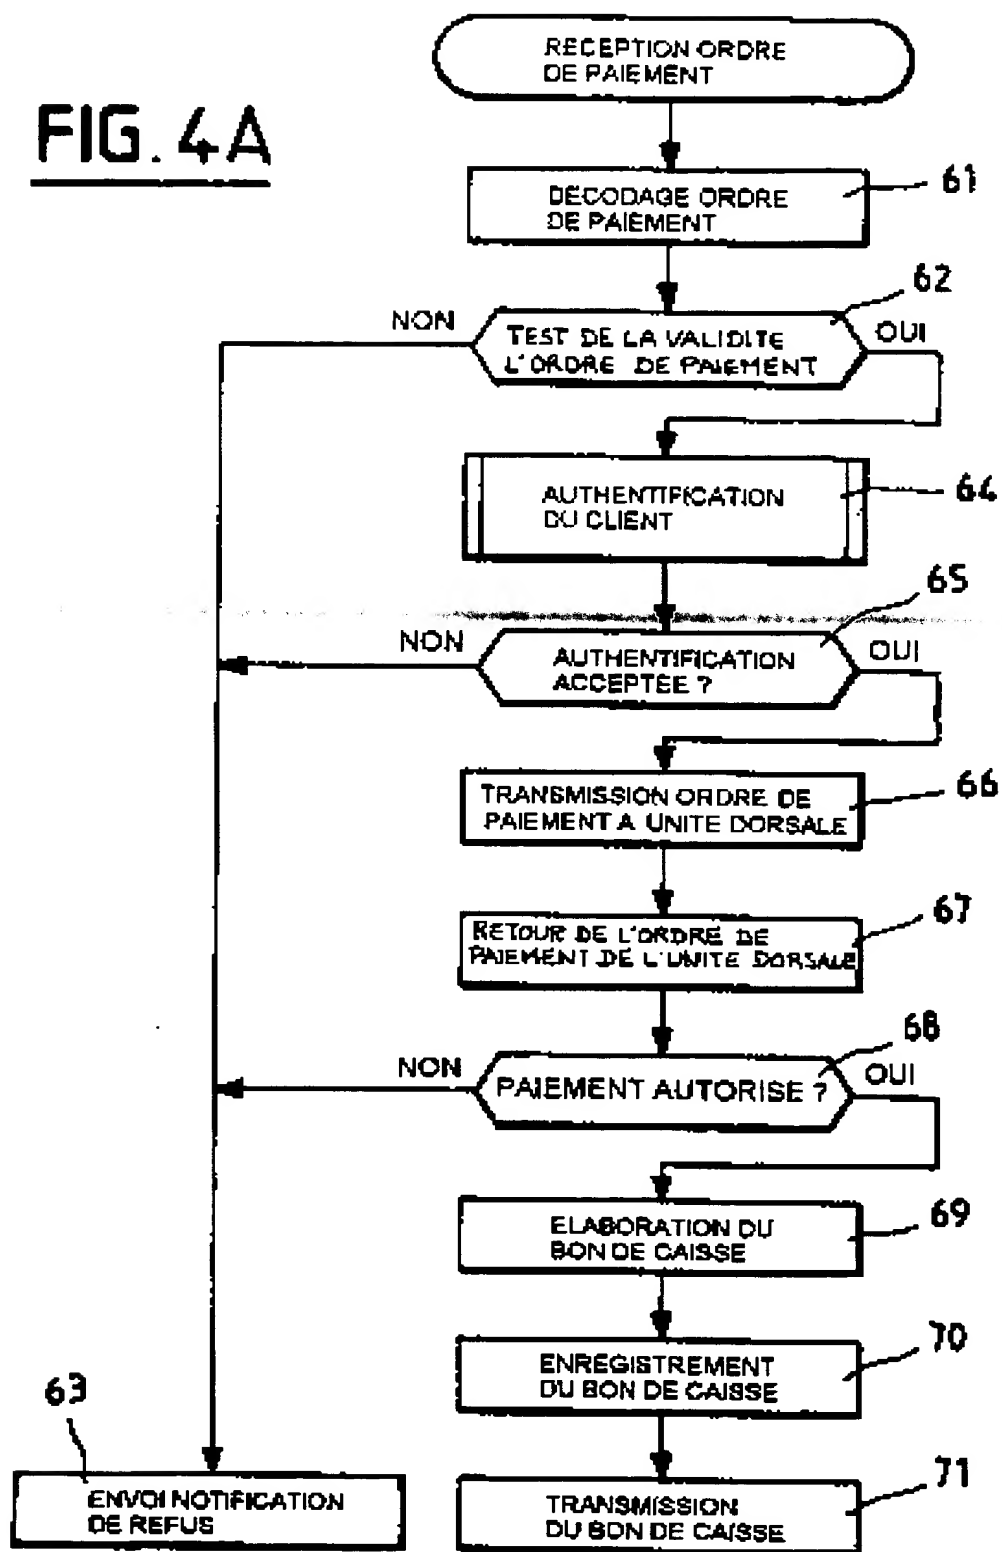 FIG. 4A
RECEPTION ORDRE
DE PAIEMENT
61
DECODAGE ORDRE
DE PAIEMENT
62
NON
OUI
TEST DE LA VALIDITE
L'ORDRE DE PAIEMENT
AUTHENTIFICATION
DU CLIENT
64
65
NON
OUI
AUTHENTIFICATION
ACCEPTEE ?
66
TRANSMISSION ORDRE DE
PAIEMENT A UNITE DORSALE
67
RETOUR DE L'ORDRE DE
PAIEMENT DE L'UNITE DORSALE
68
NON
OUI
PAIEMENT AUTORISE ?
69
ELABORATION DU
BON DE CAISSE
70
ENREGISTREMENT
DU BON DE CAISSE
63
ENVOI NOTIFICATION
DE REFUS
71
TRANSMISSION
DU BON DE CAISSE